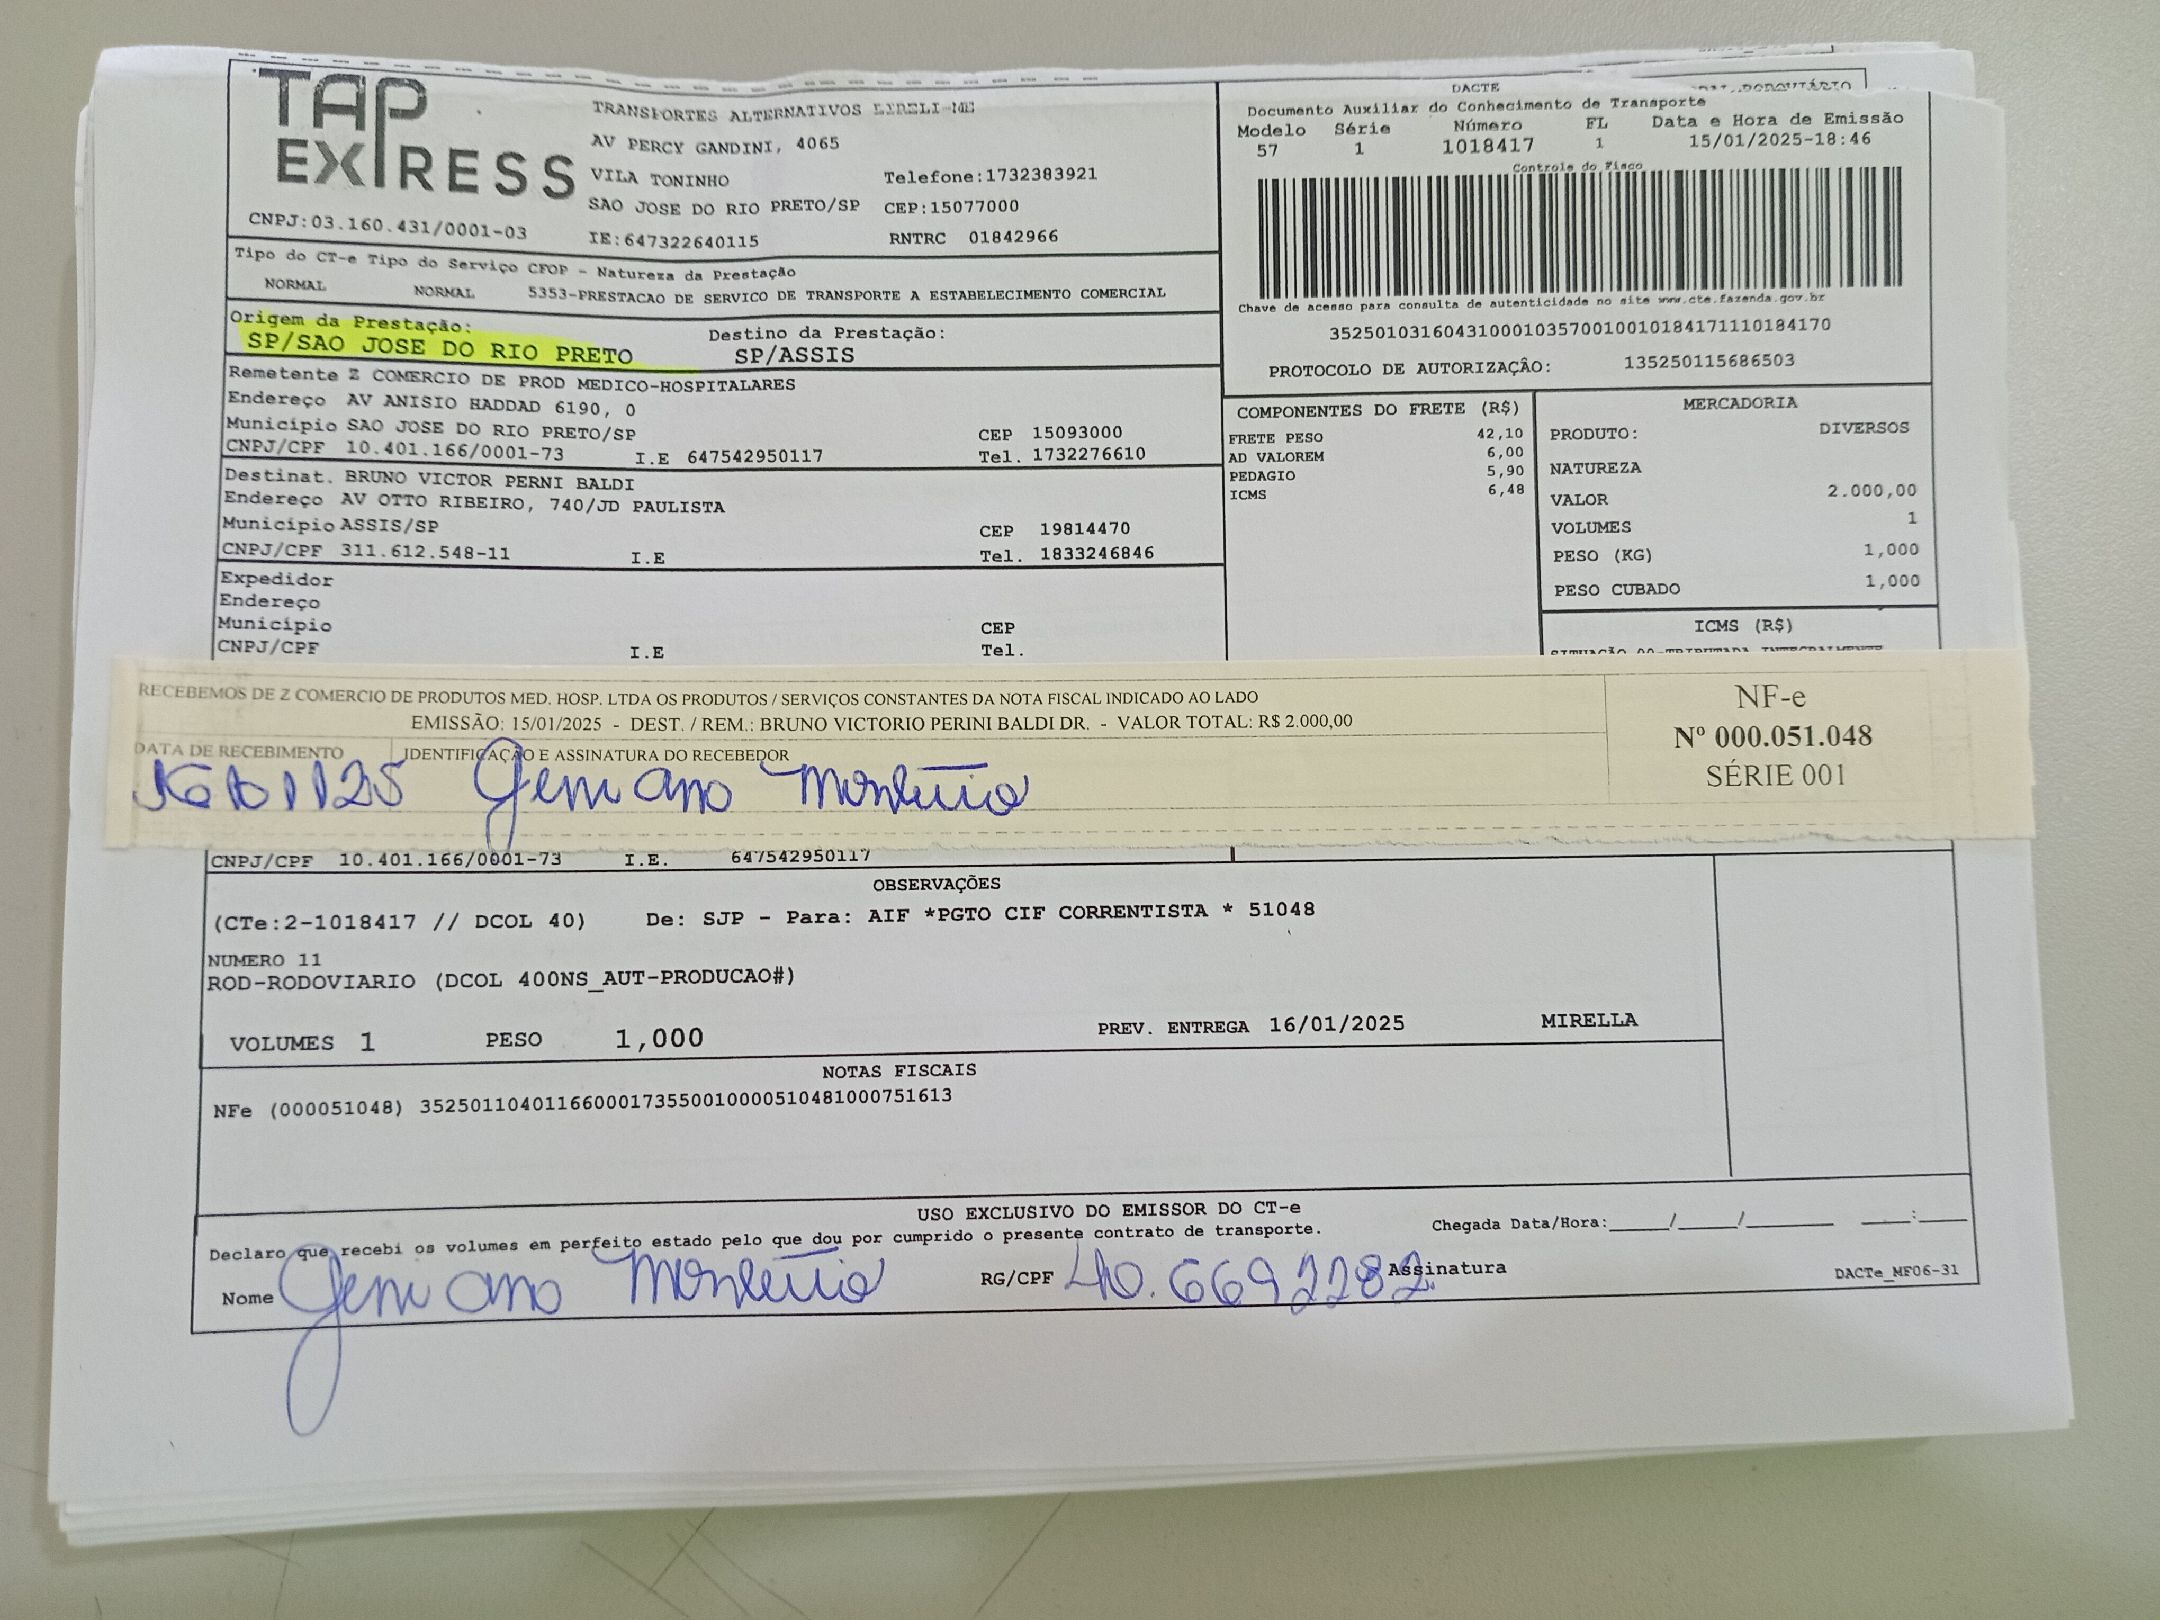 TAP EXPRESS
TRANSPORTES ALTERNATIVOS EIRELI-ME
AV PERCY GANDINI, 4065
VILA TONINHO Telefone:1732383921
SAO JOSE DO RIO PRETO/SP CEP:15077000
CNPJ:03.160.431/0001-03 IE:647322640115 RNTRC 01842966
DACTE
Documento Auxiliar do Conhecimento de Transporte
Modelo Série Número FL Data e Hora de Emissão
57 1 1018417 1 15/01/2025-18:46
Controle do Fisco
Chave de acesso para consulta de autenticidade no site www.cte.fazenda.gov.br
35250103160431000103570010010184171110184170
PROTOCOLO DE AUTORIZAÇÂO: 135250115686503
Tipo do CT-e Tipo do Serviço CFOP - Natureza da Prestação
NORMAL NORMAL 5353-PRESTACAO DE SERVICO DE TRANSPORTE A ESTABELECIMENTO COMERCIAL
Origem da Prestação: Destino da Prestação:
SP/SAO JOSE DO RIO PRETO SP/ASSIS
Remetente Z COMERCIO DE PROD MEDICO-HOSPITALARES
Endereço AV ANISIO HADDAD 6190, 0
Município SAO JOSE DO RIO PRETO/SP CEP 15093000
CNPJ/CPF 10.401.166/0001-73 I.E 647542950117 Tel. 1732276610
Destinat. BRUNO VICTOR PERNI BALDI
Endereço AV OTTO RIBEIRO, 740/JD PAULISTA
Município ASSIS/SP CEP 19814470
CNPJ/CPF 311.612.548-11 I.E Tel. 1833246846
Expedidor
Endereço
Município CEP
CNPJ/CPF I.E Tel.
COMPONENTES DO FRETE (R$)
FRETE PESO 42,10
AD VALOREM 6,00
PEDAGIO 5,90
ICMS 6,48
MERCADORIA
PRODUTO: DIVERSOS
NATUREZA
VALOR 2.000,00
VOLUMES 1
PESO (KG) 1,000
PESO CUBADO 1,000
ICMS (R$)
RECEBEMOS DE Z COMERCIO DE PRODUTOS MED. HOSP. LTDA OS PRODUTOS / SERVIÇOS CONSTANTES DA NOTA FISCAL INDICADO AO LADO
EMISSÃO: 15/01/2025 - DEST. / REM.: BRUNO VICTORIO PERINI BALDI DR. - VALOR TOTAL: R$ 2.000,00
DATA DE RECEBIMENTO IDENTIFICAÇÃO E ASSINATURA DO RECEBEDOR
NF-e
Nº 000.051.048
SÉRIE 001
CNPJ/CPF 10.401.166/0001-73 I.E. 647542950117
OBSERVAÇÕES
(CTe:2-1018417 // DCOL 40) De: SJP - Para: AIF *PGTO CIF CORRENTISTA * 51048
NUMERO 11
ROD-RODOVIARIO (DCOL 400NS_AUT-PRODUCAO#)
VOLUMES 1 PESO 1,000 PREV. ENTREGA 16/01/2025 MIRELLA
NOTAS FISCAIS
NFe (000051048) 35250110401166000173550010000510481000751613
USO EXCLUSIVO DO EMISSOR DO CT-e
Declaro que recebi os volumes em perfeito estado pelo que dou por cumprido o presente contrato de transporte. Chegada Data/Hora:____/____/______ ___:___
Nome RG/CPF 40.6692282 Assinatura DACTe_MF06-31